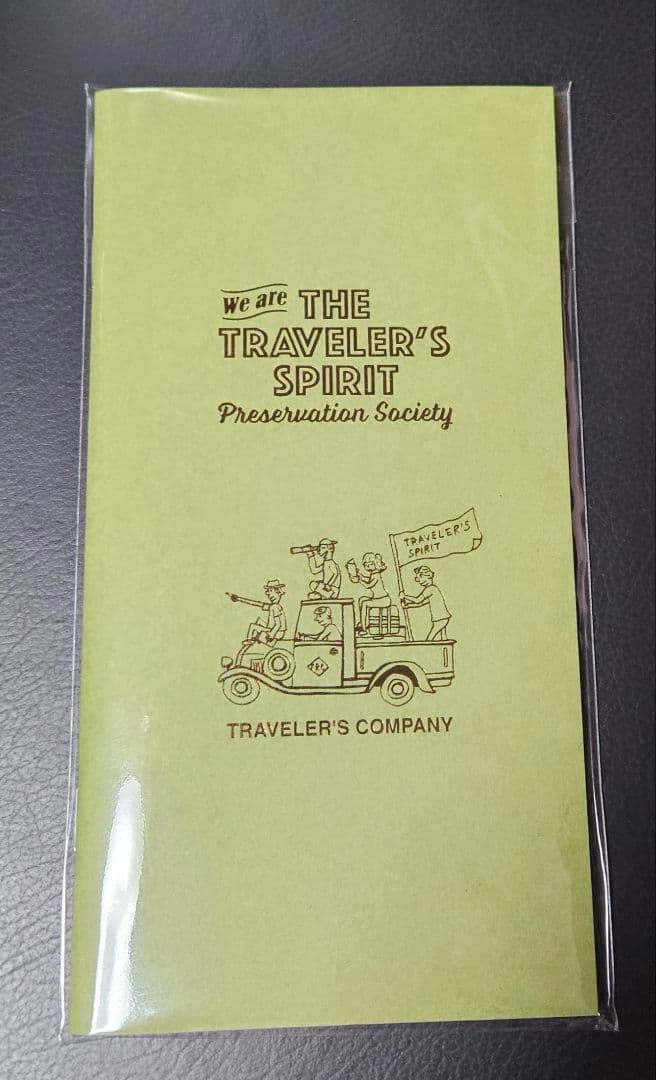 We are THE
TRAVELER'S
SPIRIT
Preservation Society
TRAVELER'S
SPIRIT
TRAVELER'S COMPANY